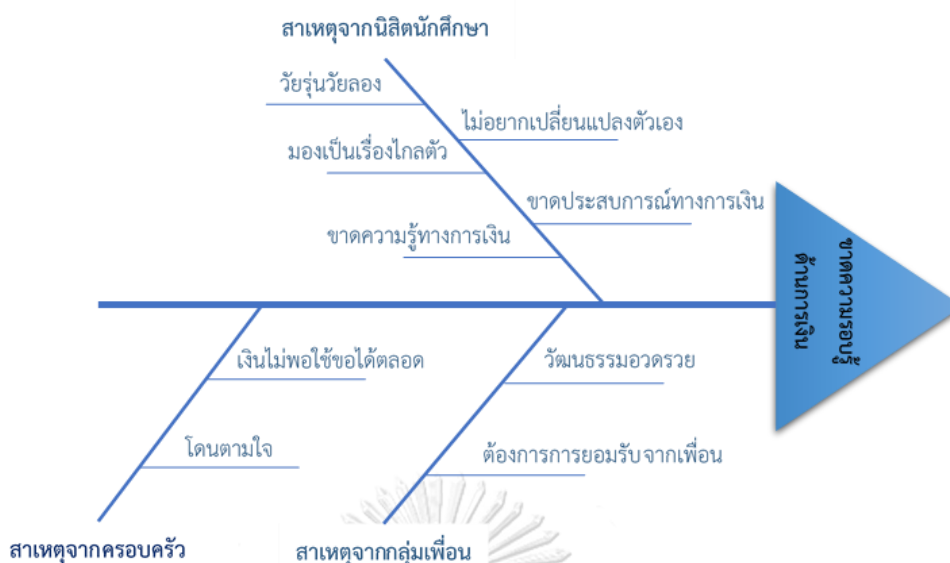 สาเหตุจากนิสิตนักศึกษา
วัยรุ่นวัยลอง
ไม่อยากเปลี่ยนแปลงตัวเอง
มองเป็นเรื่องไกลตัว
ขาดประสบการณ์ทางการเงิน
ขาดความรู้ทางการเงิน
ขาดความรอบรู้
ด้านการเงิน
เงินไม่พอใช้ขอได้ตลอด
วัฒนธรรมอวดรวย
โดนตามใจ
ต้องการการยอมรับจากเพื่อน
สาเหตุจากครอบครัว
สาเหตุจากกลุ่มเพื่อน